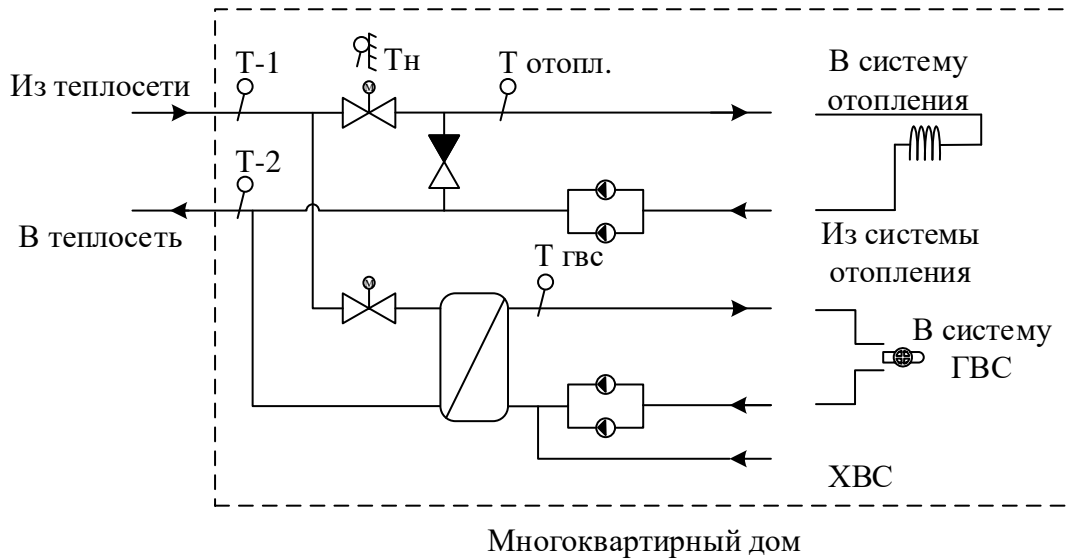 Т-1
Тн
Т отопл.
Из теплосети
В систему
отопления
М
Т-2
В теплосеть
Из системы
отопления
Т гвс
М
В систему
ГВС
ХВС
Многоквартирный дом